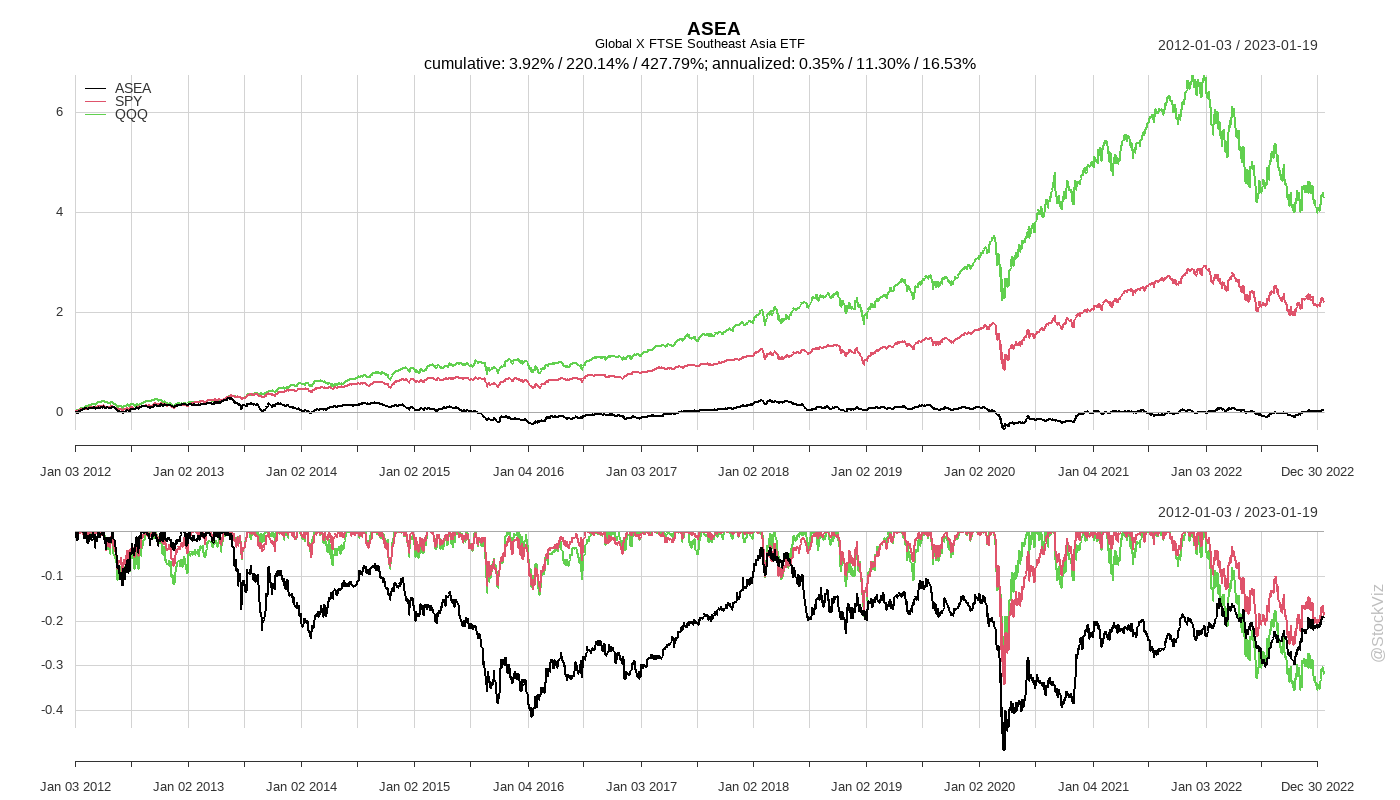 ASEA
Global X FTSE Southeast Asia ETF
2012-01-03 / 2023-01-19
cumulative: 3.92% / 220.14% / 427.79%; annualized: 0.35% / 11.30% / 16.53%
ASEA
SPY
QQQ
6
4
2
0
Jan 03 2012 Jan 02 2013 Jan 02 2014 Jan 02 2015 Jan 04 2016 Jan 03 2017 Jan 02 2018 Jan 02 2019 Jan 02 2020 Jan 04 2021 Jan 03 2022 Dec 30 2022
2012-01-03 / 2023-01-19
-0.1
-0.2
-0.3
-0.4
Jan 03 2012 Jan 02 2013 Jan 02 2014 Jan 02 2015 Jan 04 2016 Jan 03 2017 Jan 02 2018 Jan 02 2019 Jan 02 2020 Jan 04 2021 Jan 03 2022 Dec 30 2022
@StockViz